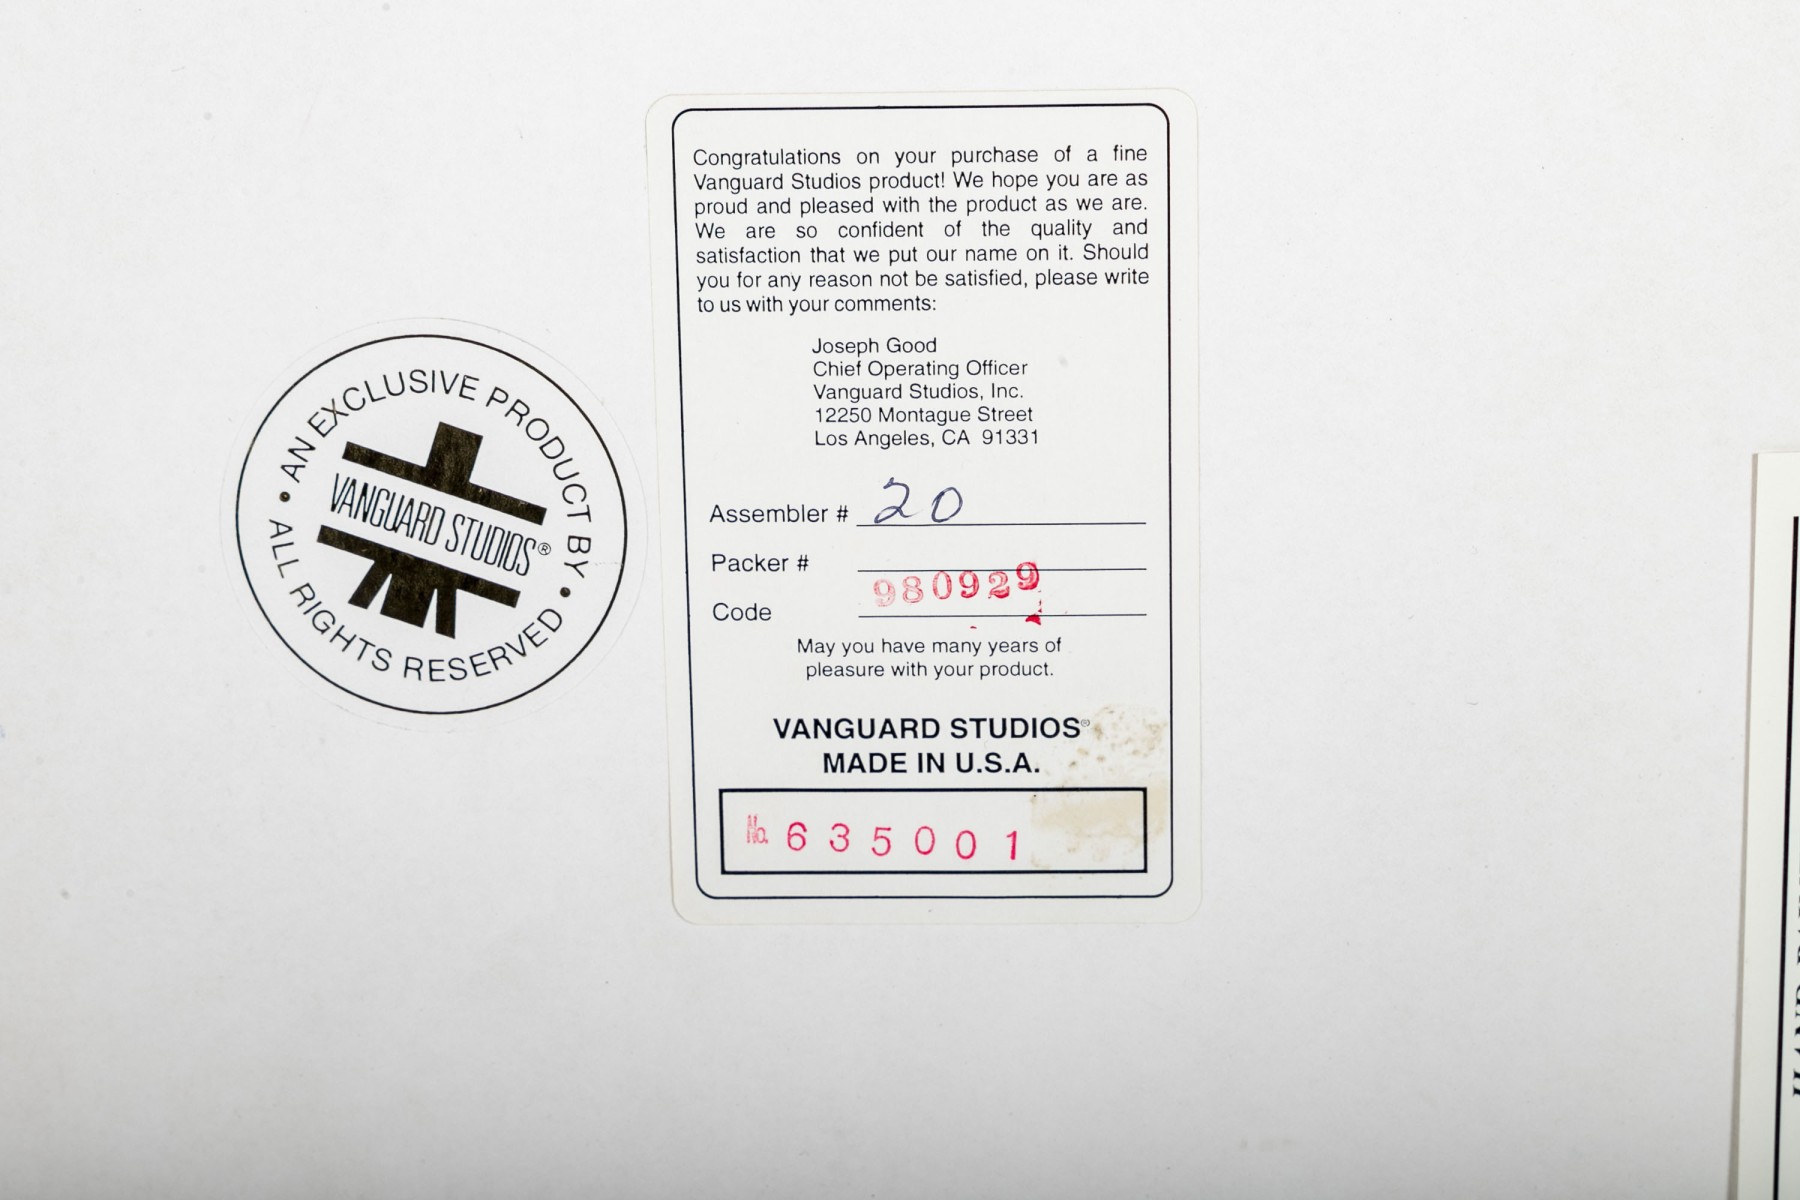 AN EXCLUSIVE PRODUCT BY
VANGUARD STUDIOS®
ALL RIGHTS RESERVED
Congratulations on your purchase of a fine
Vanguard Studios product! We hope you are as
proud and pleased with the product as we are.
We are so confident of the quality and
satisfaction that we put our name on it. Should
you for any reason not be satisfied, please write
to us with your comments:
Joseph Good
Chief Operating Officer
Vanguard Studios, Inc.
12250 Montague Street
Los Angeles, CA 91331
Assembler # 20
Packer #
Code 980929
May you have many years of
pleasure with your product.
VANGUARD STUDIOS®
MADE IN U.S.A.
No. 635001